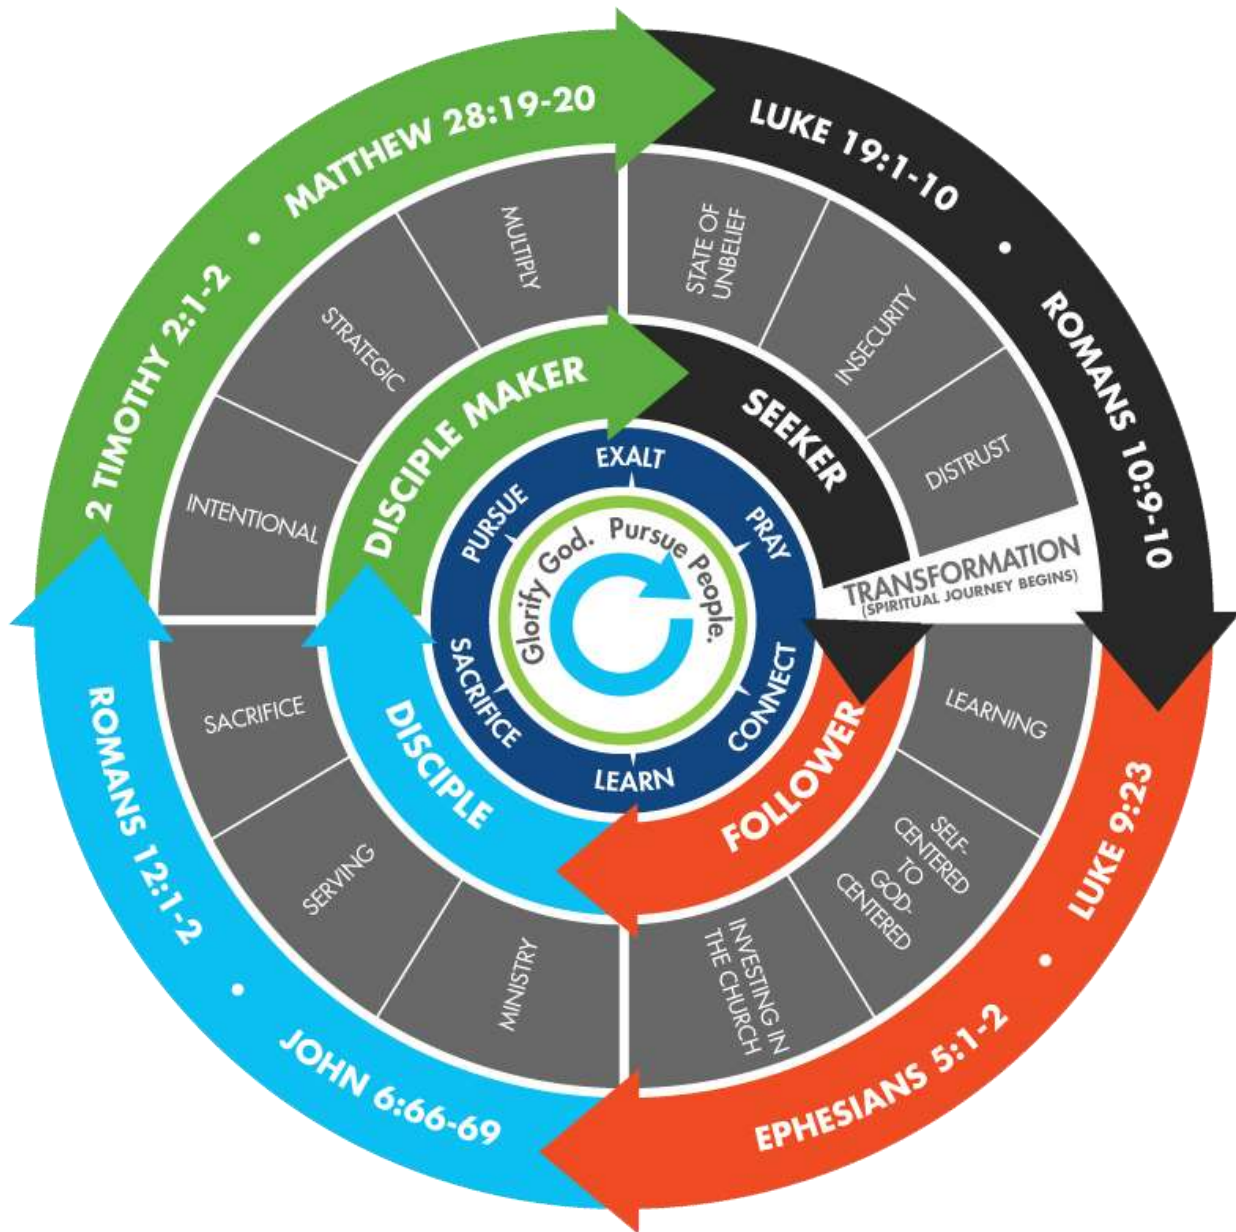 MATTHEW 28:19-20
2 TIMOTHY 2:1-2
LUKE 19:1-10
ROMANS 10:9-10
LUKE 9:23
EPHESIANS 5:1-2
JOHN 6:66-69
ROMANS 12:1-2
STATE OF
UNBELIEF
INSECURITY
DISTRUST
TRANSFORMATION
(SPIRITUAL JOURNEY BEGINS)
LEARNING
SELF-
CENTERED
TO
GOD-
CENTERED
INVESTING IN
THE CHURCH
MINISTRY
SERVING
SACRIFICE
INTENTIONAL
STRATEGIC
MULTIPLY
SEEKER
FOLLOWER
DISCIPLE
DISCIPLE MAKER
EXALT
PRAY
CONNECT
LEARN
SACRIFICE
PURSUE
Glorify God. Pursue People.